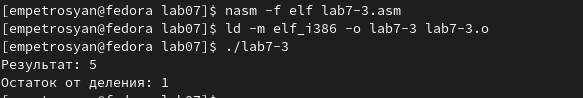 [empetrosyan@fedora lab07]$ nasm -f elf lab7-3.asm
[empetrosyan@fedora lab07]$ ld -m elf_i386 -o lab7-3 lab7-3.o
[empetrosyan@fedora lab07]$ ./lab7-3
Результат: 5
Остаток от деления: 1